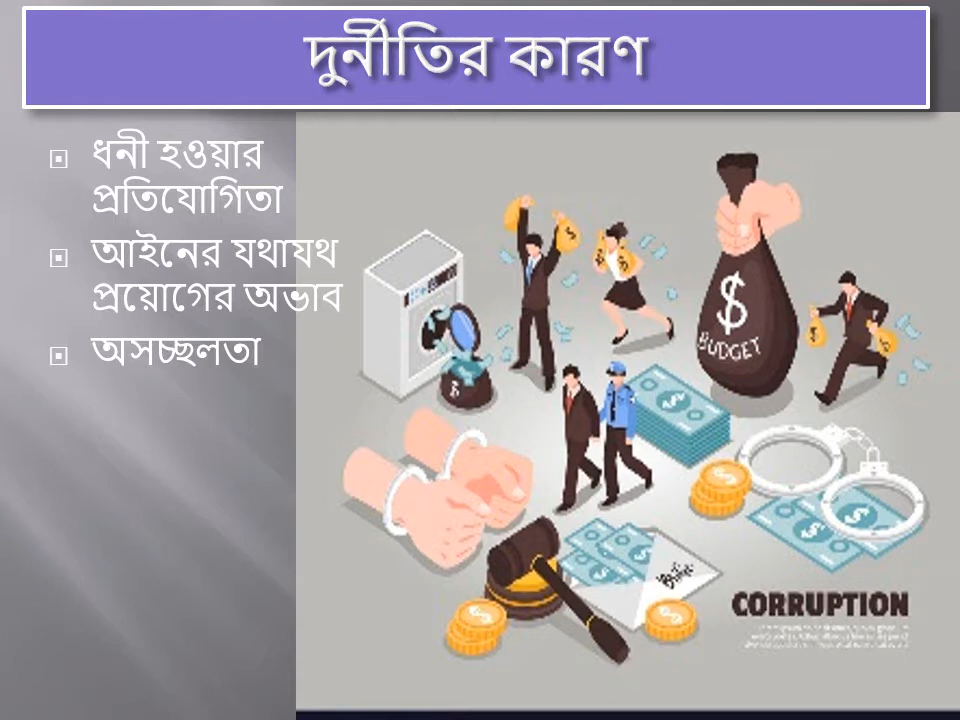 দুর্নীতির কারণ
ধনী হওয়ার
প্রতিযোগিতা
আইনের যথাযথ
প্রয়োগের অভাব
অসচ্ছলতা
$
BUDGET
CORRUPTION